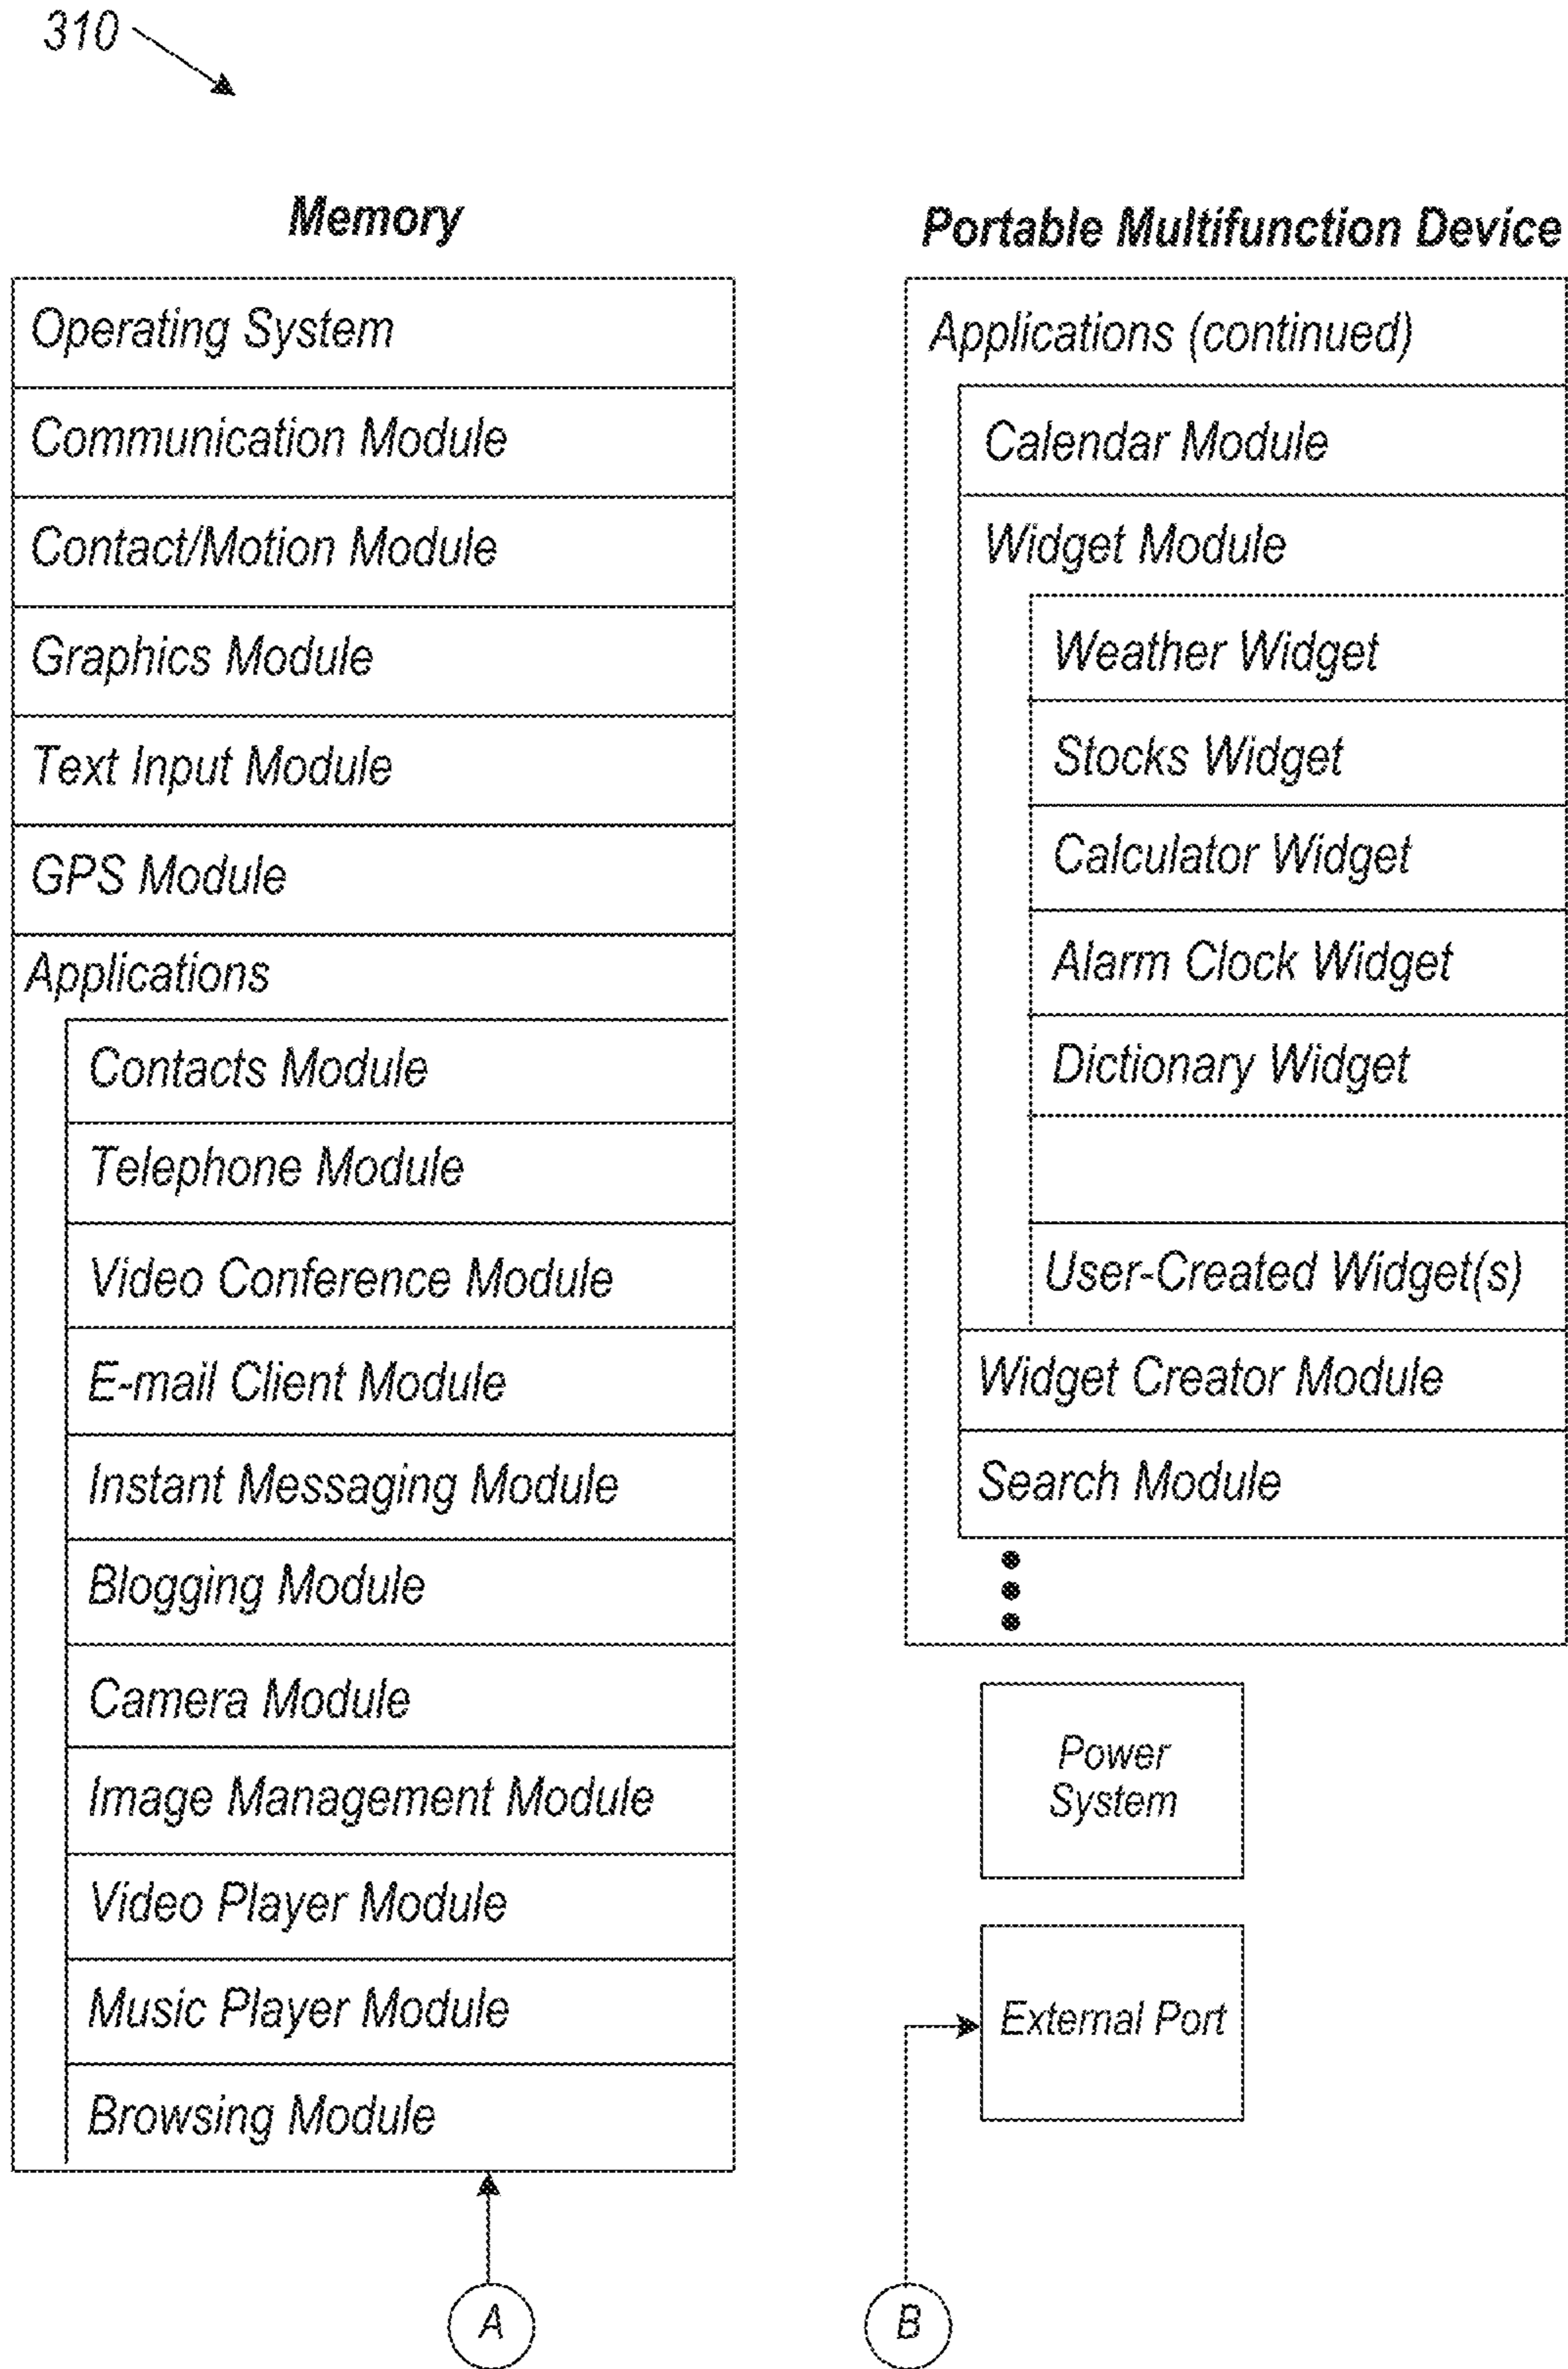 310
Memory
Operating System
Communication Module
Contact/Motion Module
Graphics Module
Text Input Module
GPS Module
Applications
Contacts Module
Telephone Module
Video Conference Module
E-mail Client Module
Instant Messaging Module
Blogging Module
Camera Module
Image Management Module
Video Player Module
Music Player Module
Browsing Module
A
Portable Multifunction Device
Applications (continued)
Calendar Module
Widget Module
Weather Widget
Stocks Widget
Calculator Widget
Alarm Clock Widget
Dictionary Widget
User-Created Widget(s)
Widget Creator Module
Search Module
Power
System
External Port
B